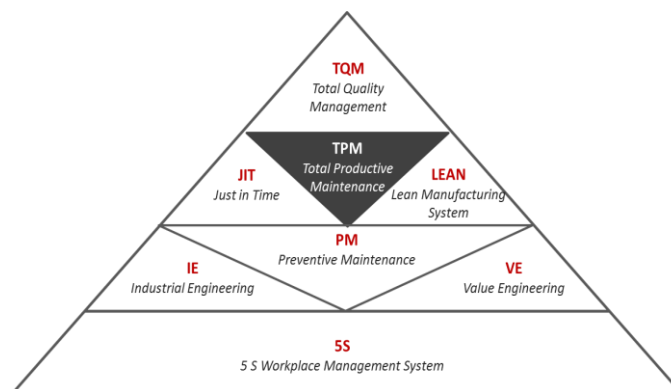 TQM
Total Quality
Management
TPM
Total Productive
Maintenance
JIT
Just in Time
LEAN
Lean Manufacturing
System
PM
Preventive Maintenance
IE
Industrial Engineering
VE
Value Engineering
5S
5 S Workplace Management System